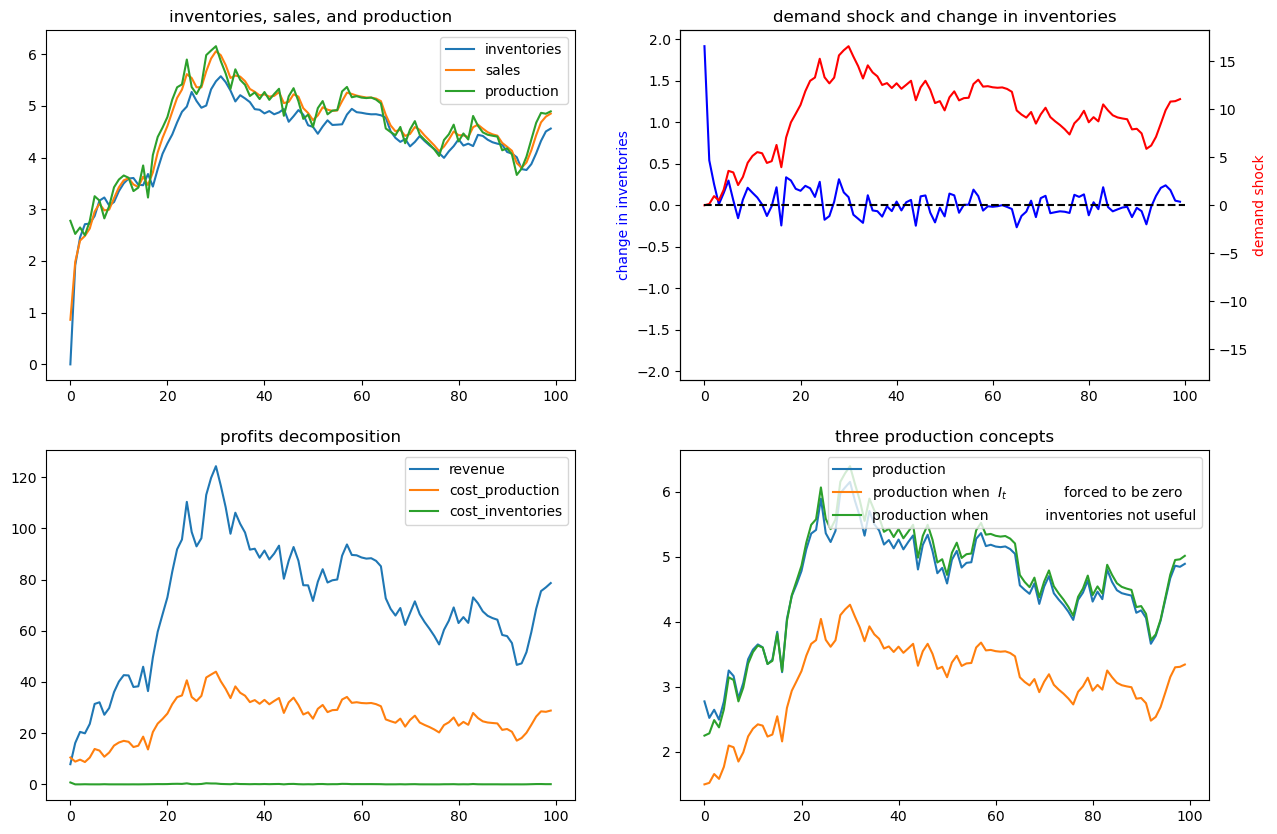 inventories, sales, and production
6
5
4
3
2
1
0
inventories
sales
production
0 20 40 60 80 100
demand shock and change in inventories
change in inventories
2.0
1.5
1.0
0.5
0.0
−0.5
−1.0
−1.5
−2.0
15
10
5
0
−5
−10
−15
demand shock
0 20 40 60 80 100
profits decomposition
120
100
80
60
40
20
0
revenue
cost_production
cost_inventories
0 20 40 60 80 100
three production concepts
6
5
4
3
2
production
production when I_t forced to be zero
production when inventories not useful
0 20 40 60 80 100